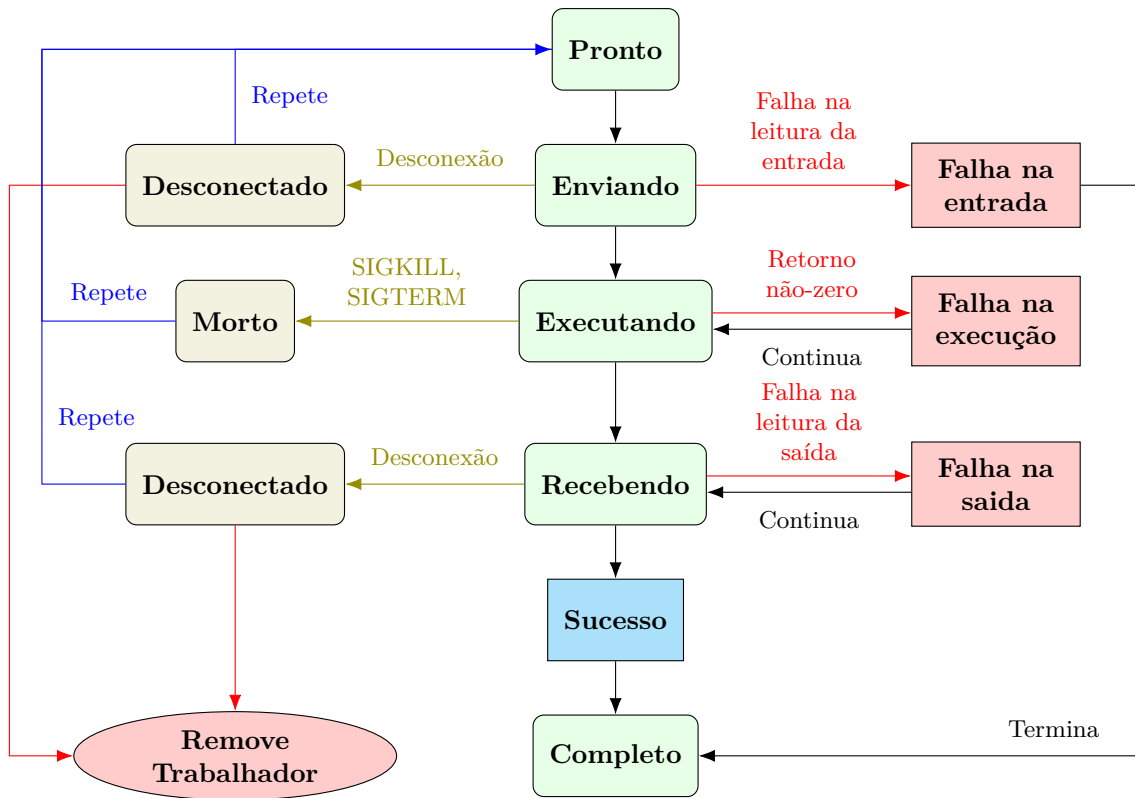 Pronto
Repete
Falha na
leitura da
entrada
Desconexão
Desconectado
Enviando
Falha na
entrada
SIGKILL,
SIGTERM
Retorno
não-zero
Repete
Morto
Executando
Falha na
execução
Continua
Falha na
leitura da
saída
Repete
Desconexão
Desconectado
Recebendo
Falha na
saida
Continua
Sucesso
Termina
Remove
Trabalhador
Completo